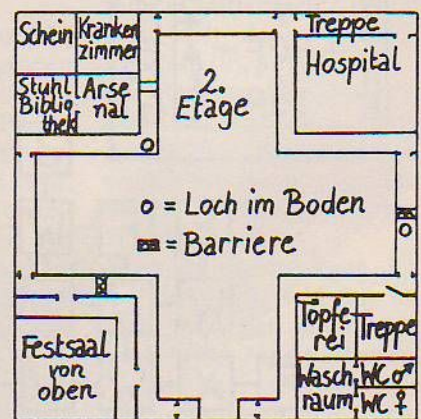 Schein
Kranken
zimmer
Treppe
Hospital
Stuhl
Biblio
thek
Arse
nal
2.
Etage
o = Loch im Boden
= Barriere
Töpfe
rei
Treppe
Festsaal
von
oben
Wasch-
raum
WC ♂
WC ♀